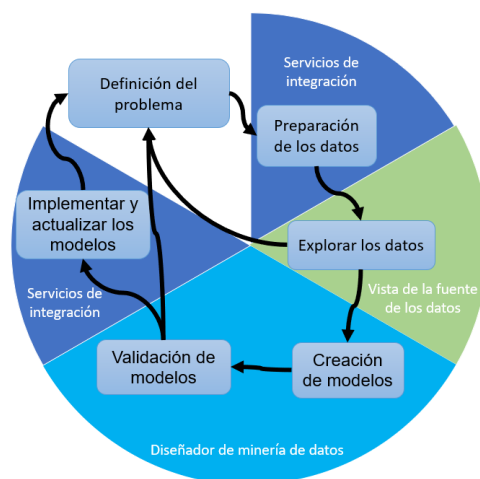 Servicios de
integración
Definición del
problema
Preparación
de los datos
Implementar y
actualizar los
modelos
Explorar los datos
Servicios de
integración
Vista de la fuente
de los datos
Validación de
modelos
Creación
de modelos
Diseñador de minería de datos